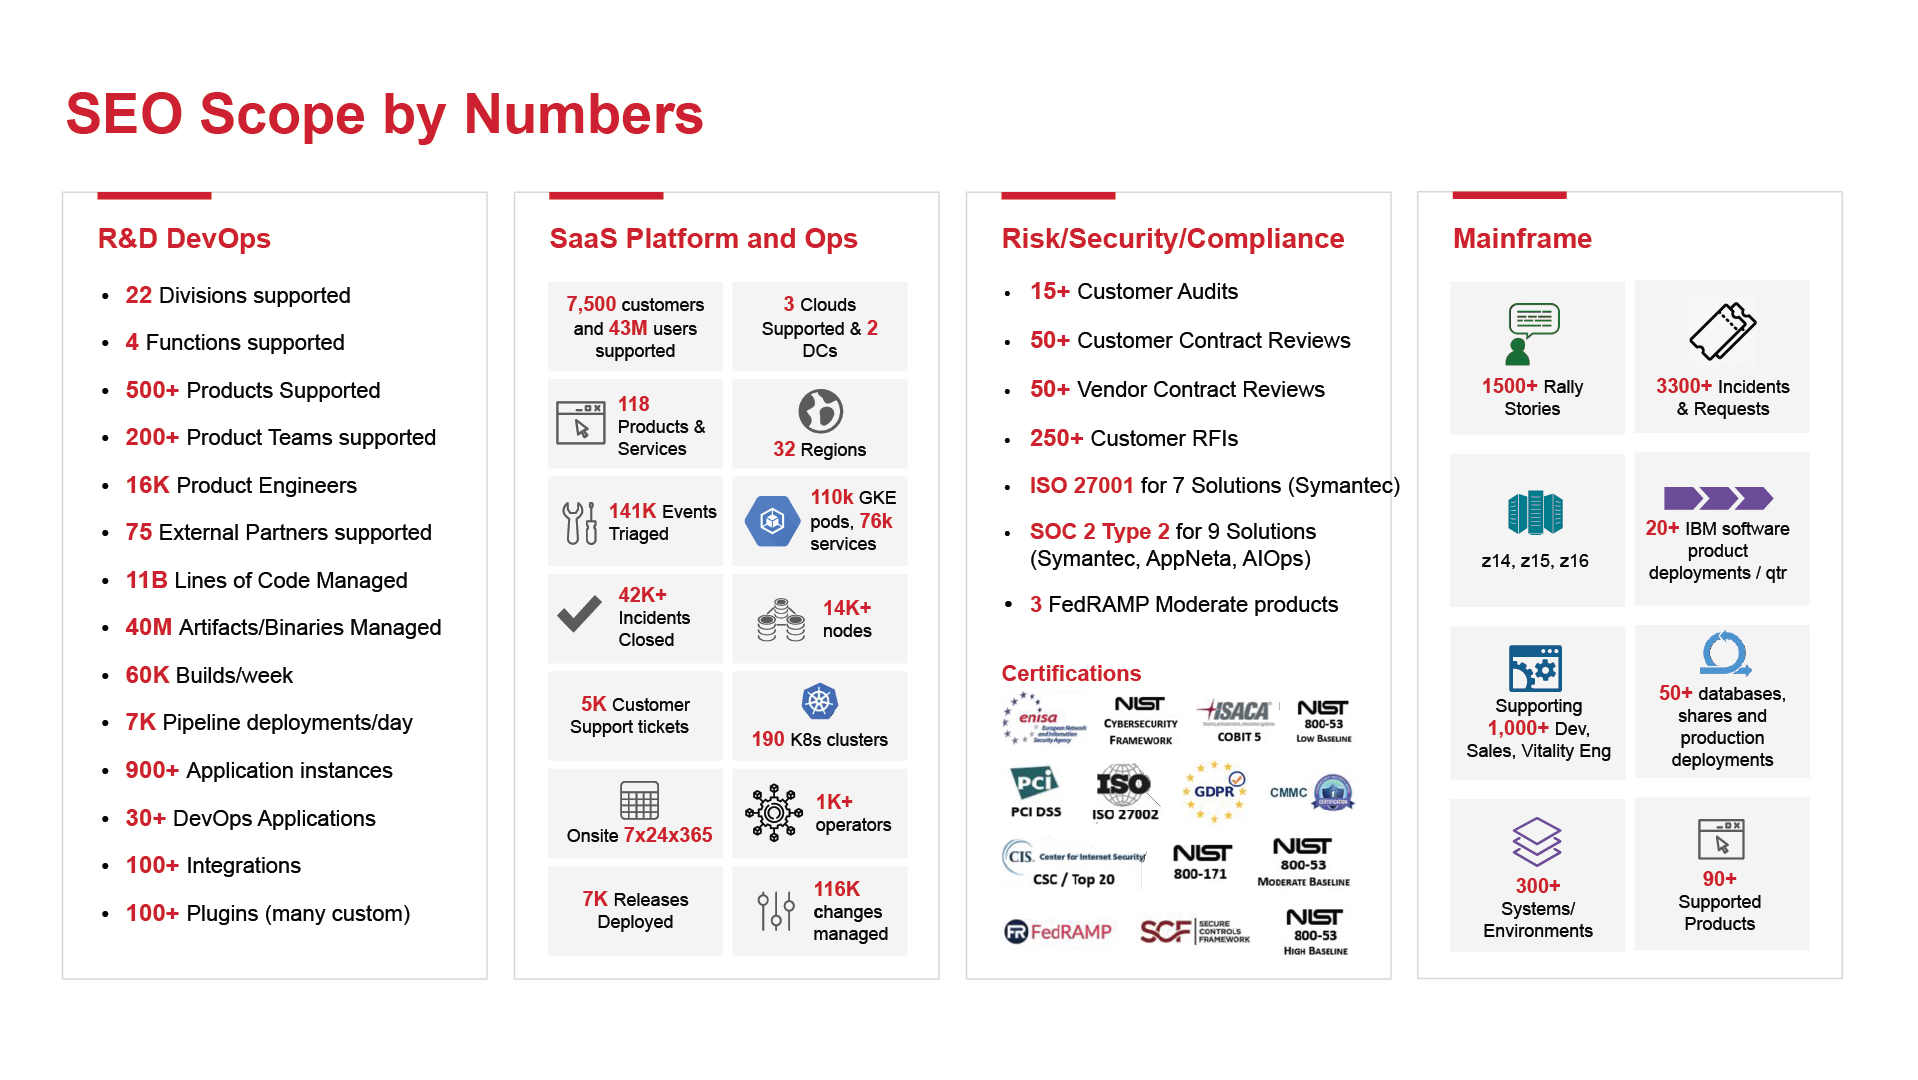 SEO Scope by Numbers
R&D DevOps
• 22 Divisions supported
• 4 Functions supported
• 500+ Products Supported
• 200+ Product Teams supported
• 16K Product Engineers
• 75 External Partners supported
• 11B Lines of Code Managed
• 40M Artifacts/Binaries Managed
• 60K Builds/week
• 7K Pipeline deployments/day
• 900+ Application instances
• 30+ DevOps Applications
• 100+ Integrations
• 100+ Plugins (many custom)
SaaS Platform and Ops
7,500 customers
and 43M users
supported
3 Clouds
Supported & 2
DCs
118
Products &
Services
32 Regions
141K Events
Triaged
110k GKE
pods, 76k
services
42K+
Incidents
Closed
14K+
nodes
5K Customer
Support tickets
190 K8s clusters
Onsite 7x24x365
1K+
operators
7K Releases
Deployed
116K
changes
managed
Risk/Security/Compliance
• 15+ Customer Audits
• 50+ Customer Contract Reviews
• 50+ Vendor Contract Reviews
• 250+ Customer RFIs
• ISO 27001 for 7 Solutions (Symantec)
• SOC 2 Type 2 for 9 Solutions
(Symantec, AppNeta, AIOps)
• 3 FedRAMP Moderate products
Certifications
enisa
European Network
and Information
Security Agency
NIST
CYBERSECURITY
FRAMEWORK
ISACA
COBIT 5
NIST
800-53
LOW BASELINE
PCI
PCI DSS
ISO
ISO 27002
GDPR
CMMC
CERTIFICATION
CIS. Center for Internet Security
CSC / Top 20
NIST
800-171
NIST
800-53
MODERATE BASELINE
FR FedRAMP
SCF SECURE
CONTROLS
FRAMEWORK
NIST
800-53
HIGH BASELINE
Mainframe
1500+ Rally
Stories
3300+ Incidents
& Requests
z14, z15, z16
20+ IBM software
product
deployments / qtr
Supporting
1,000+ Dev,
Sales, Vitality Eng
50+ databases,
shares and
production
deployments
300+
Systems/
Environments
90+
Supported
Products